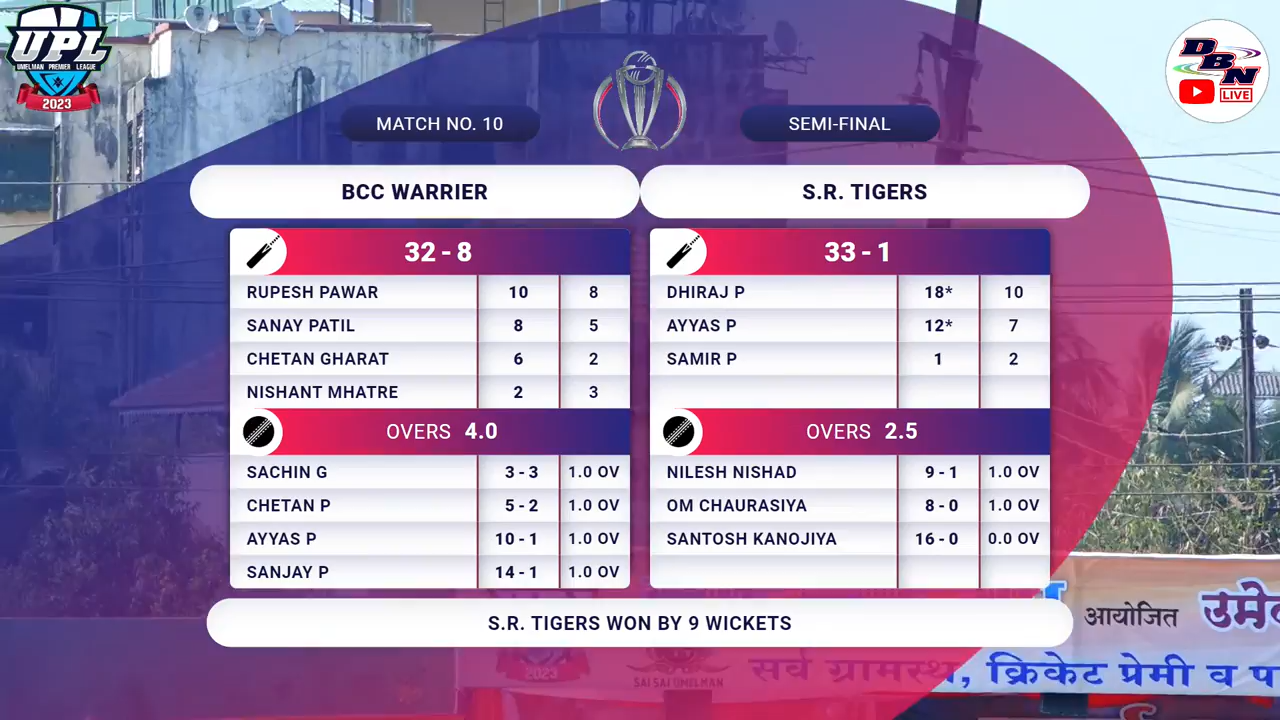 UPL
UMELMAN PREMIER LEAGUE
2023
DBN
LIVE
MATCH NO. 10
SEMI-FINAL
BCC WARRIER
S.R. TIGERS
32 - 8
RUPESH PAWAR 10 8
SANAY PATIL 8 5
CHETAN GHARAT 6 2
NISHANT MHATRE 2 3
OVERS 4.0
SACHIN G 3 - 3 1.0 OV
CHETAN P 5 - 2 1.0 OV
AYYAS P 10 - 1 1.0 OV
SANJAY P 14 - 1 1.0 OV
33 - 1
DHIRAJ P 18* 10
AYYAS P 12* 7
SAMIR P 1 2
OVERS 2.5
NILESH NISHAD 9 - 1 1.0 OV
OM CHAURASIYA 8 - 0 1.0 OV
SANTOSH KANOJIYA 16 - 0 0.0 OV
S.R. TIGERS WON BY 9 WICKETS
आयोजित
2023
SAI SAI UMELMAN
सर्व ग्रामस्थ, क्रिकेट प्रेमी व